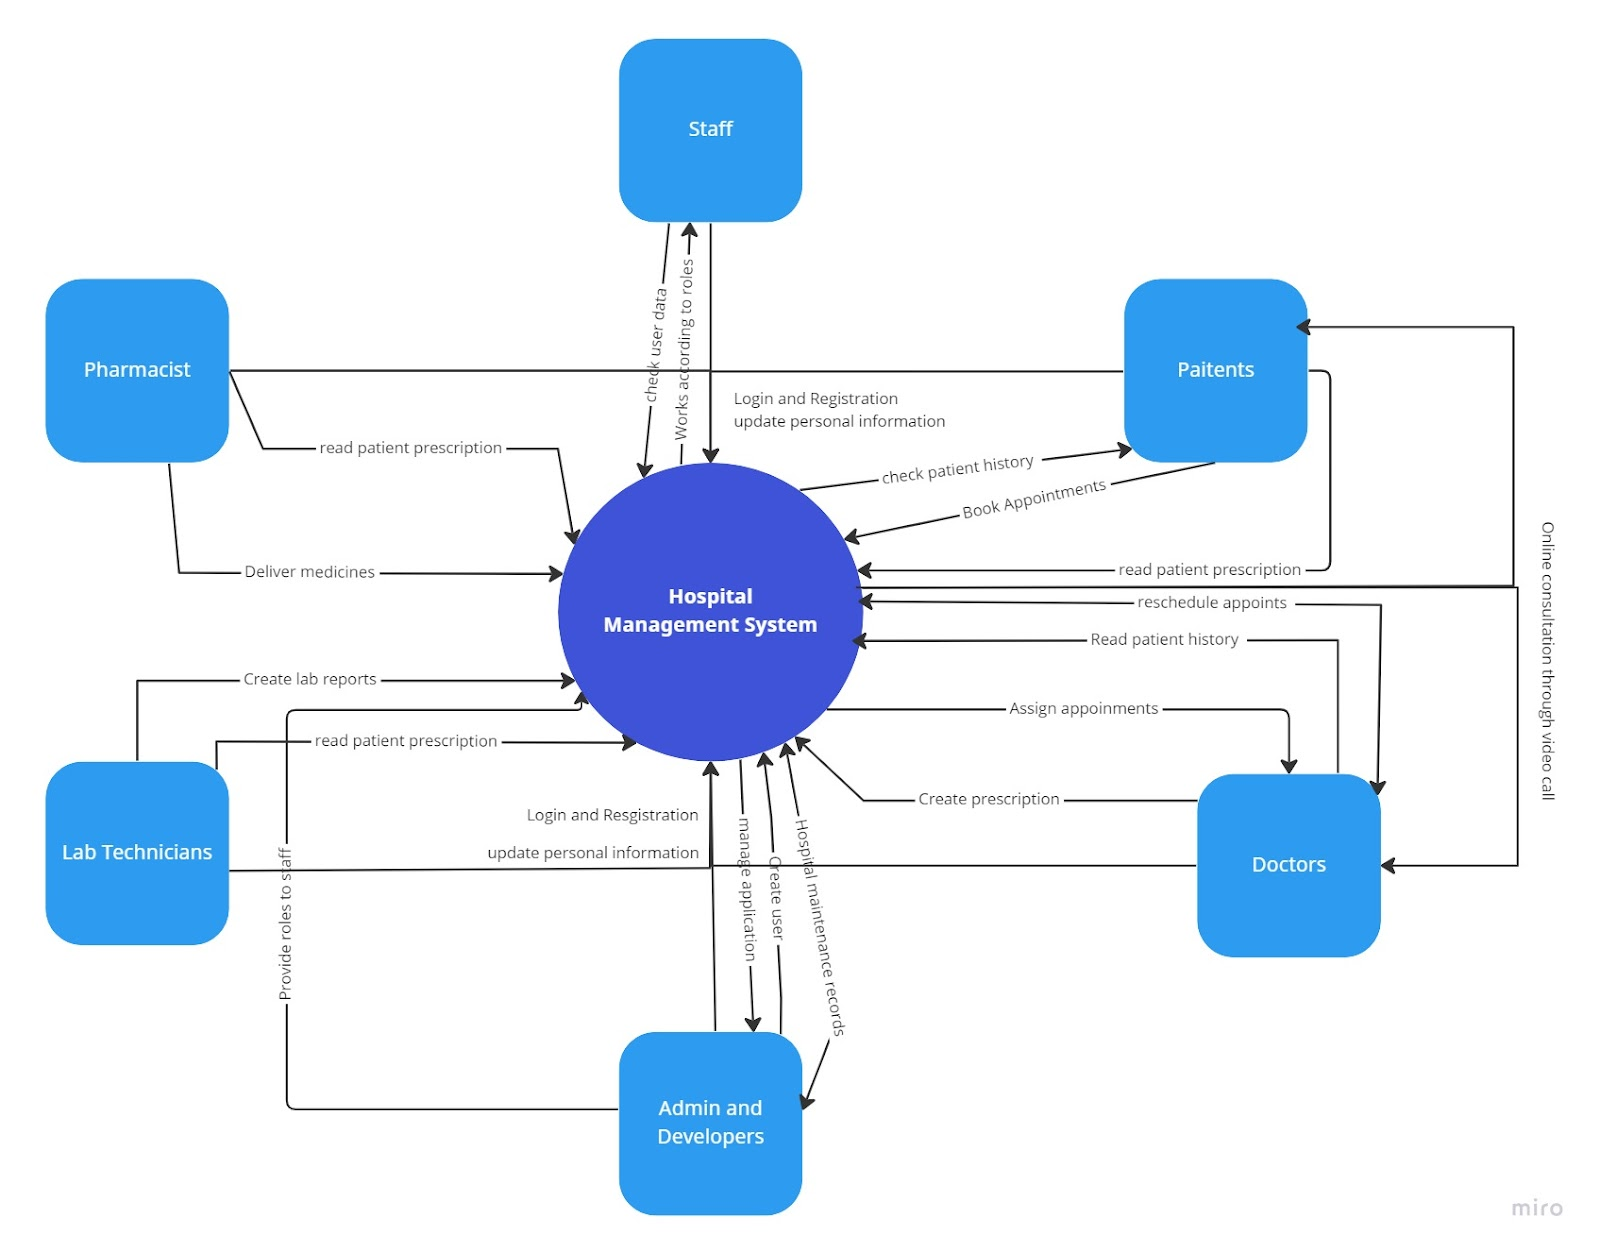 Staff
Pharmacist
Paitents
check user data
Works according to roles
Login and Registration
update personal information
read patient prescription
check patient history
Book Appointments
Deliver medicines
read patient prescription
Online consultation through video call
Hospital
Management System
reschedule appoints
Read patient history
Create lab reports
Assign appoinments
read patient prescription
Create prescription
Login and Resgistration
update personal information
manage application
Create user
Hospital maintenance records
Lab Technicians
Doctors
Provide roles to staff
Admin and
Developers
miro